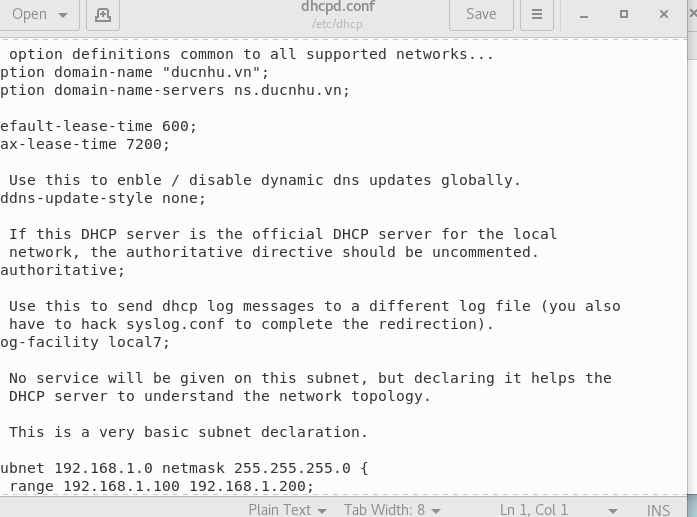 Open
dhcpd.conf
/etc/dhcp
Save
option definitions common to all supported networks...
ption domain-name "ducnhu.vn";
ption domain-name-servers ns.ducnhu.vn;
efault-lease-time 600;
ax-lease-time 7200;
Use this to enble / disable dynamic dns updates globally.
ddns-update-style none;
If this DHCP server is the official DHCP server for the local
network, the authoritative directive should be uncommented.
authoritative;
Use this to send dhcp log messages to a different log file (you also
have to hack syslog.conf to complete the redirection).
og-facility local7;
No service will be given on this subnet, but declaring it helps the
DHCP server to understand the network topology.
This is a very basic subnet declaration.
ubnet 192.168.1.0 netmask 255.255.255.0 {
range 192.168.1.100 192.168.1.200;
Plain Text Tab Width: 8 Ln 1, Col 1 INS